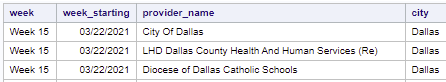 week week_starting provider_name city
Week 15 03/22/2021 City Of Dallas Dallas
Week 15 03/22/2021 LHD Dallas County Health And Human Services (Re) Dallas
Week 15 03/22/2021 Diocese of Dallas Catholic Schools Dallas